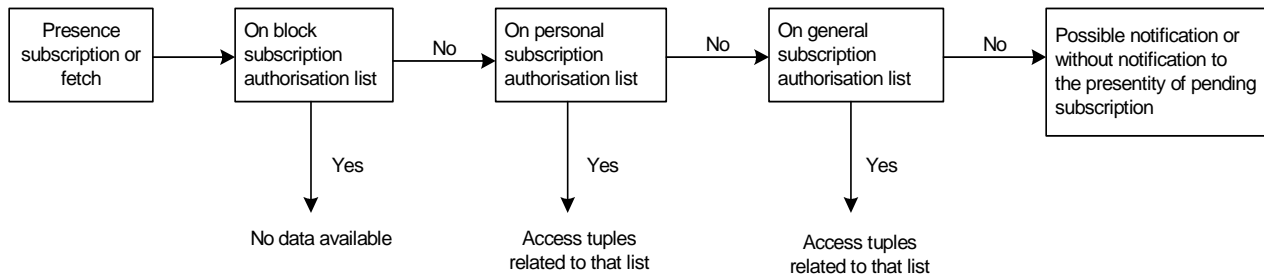 Presence
subscription or
fetch
On block
subscription
authorisation list
No
On personal
subscription
authorisation list
No
On general
subscription
authorisation list
No
Possible notification or
without notification to
the presentity of pending
subscription
Yes
Yes
Yes
No data available
Access tuples
related to that list
Access tuples
related to that list